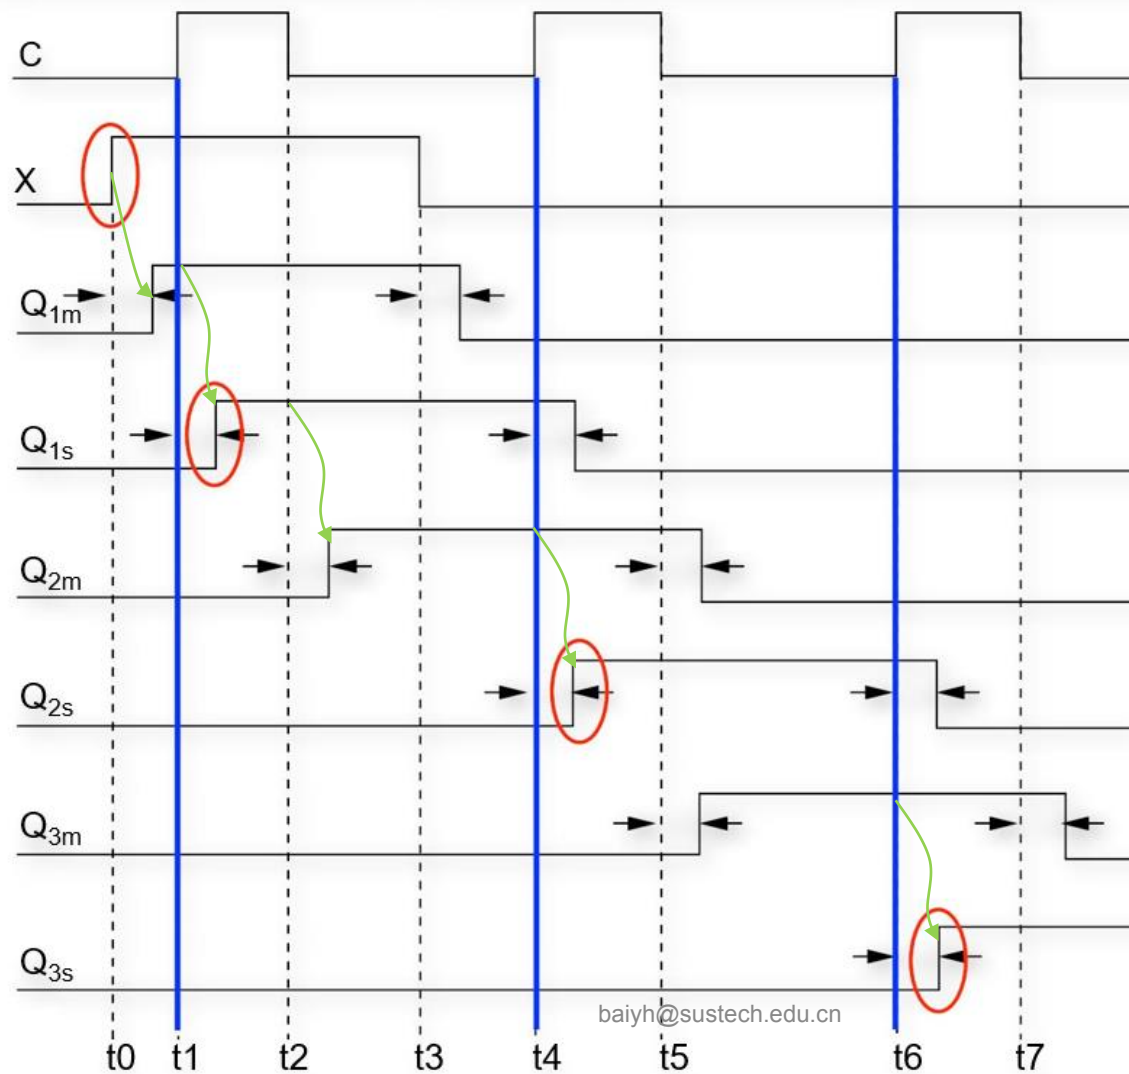 C
X
Q1m
Q1s
Q2m
Q2s
Q3m
Q3s
baiyh@sustech.edu.cn
t0 t1 t2 t3 t4 t5 t6 t7